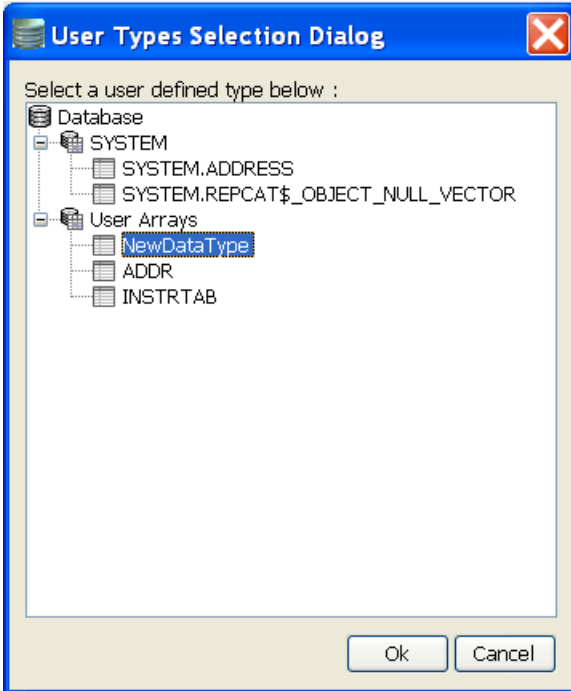 User Types Selection Dialog
Select a user defined type below :
Database
SYSTEM
SYSTEM.ADDRESS
SYSTEM.REPCAT$_OBJECT_NULL_VECTOR
User Arrays
NewDataType
ADDR
INSTRTAB
Ok Cancel